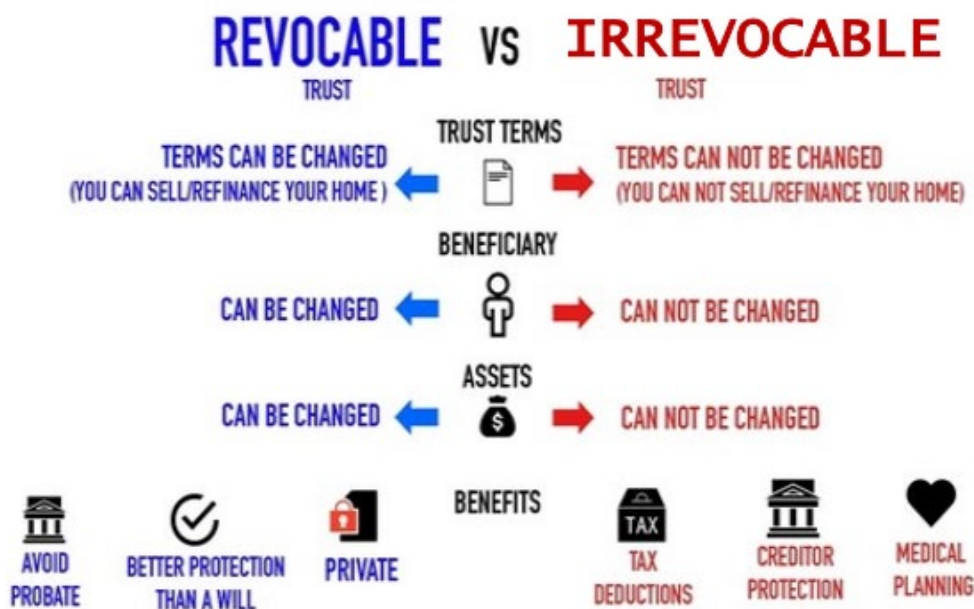 REVOCABLE VS IRREVOCABLE
TRUST TRUST
TRUST TERMS
TERMS CAN BE CHANGED
(YOU CAN SELL/REFINANCE YOUR HOME )
TERMS CAN NOT BE CHANGED
(YOU CAN NOT SELL/REFINANCE YOUR HOME)
BENEFICIARY
CAN BE CHANGED
CAN NOT BE CHANGED
ASSETS
$
CAN BE CHANGED
CAN NOT BE CHANGED
BENEFITS
AVOID
PROBATE
BETTER PROTECTION
THAN A WILL
PRIVATE
TAX
TAX
DEDUCTIONS
CREDITOR
PROTECTION
MEDICAL
PLANNING